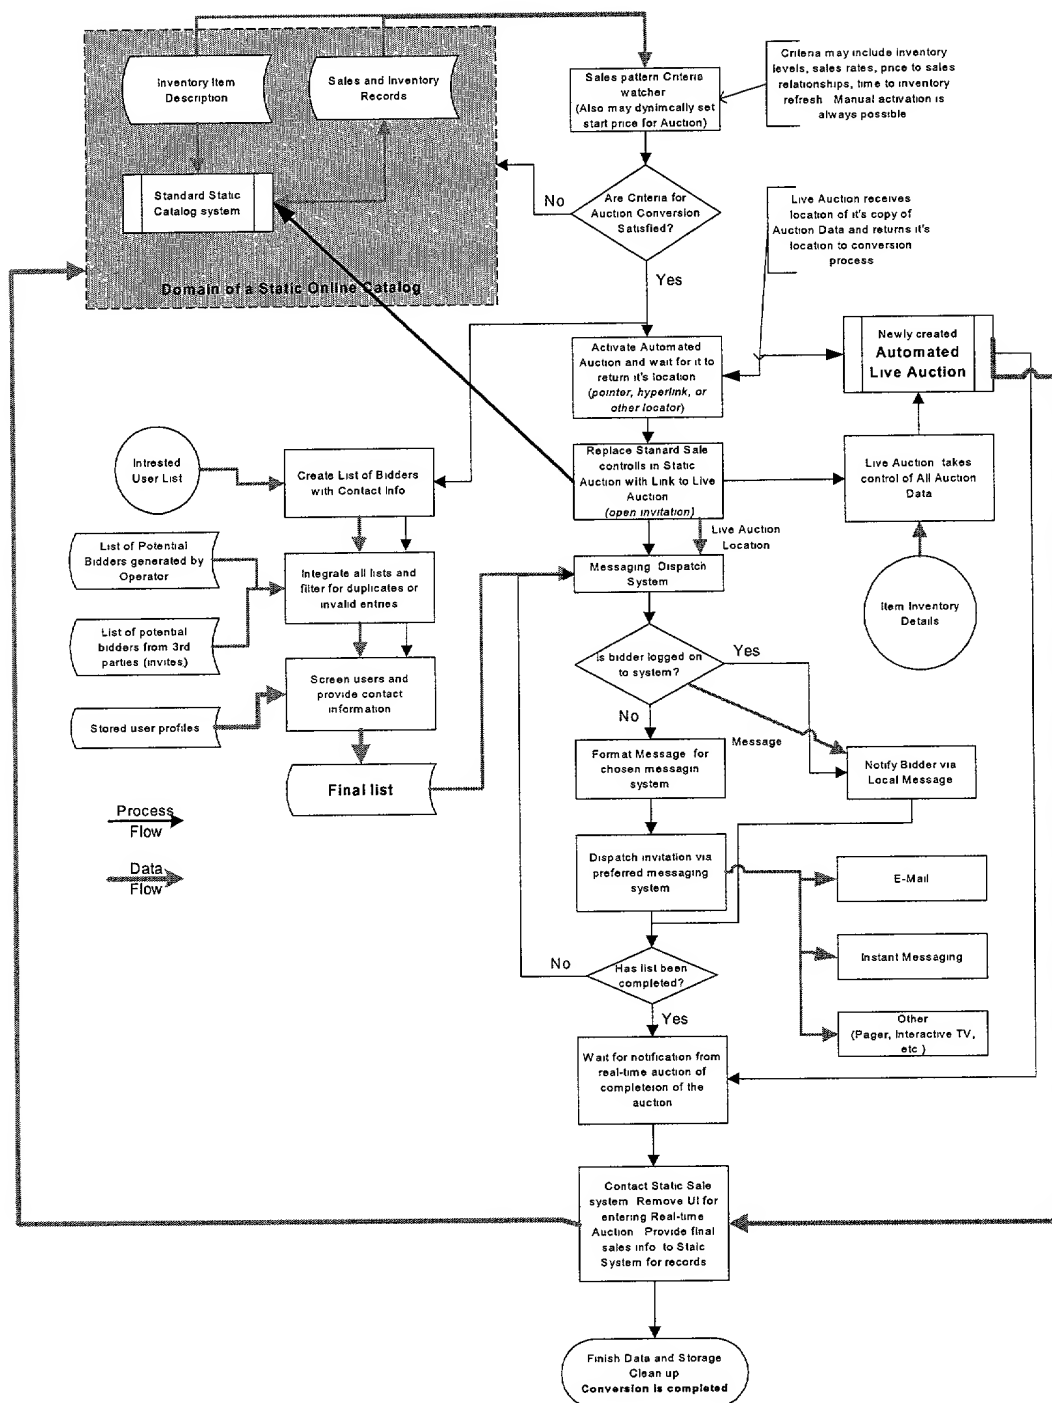 Inventory Item
Description
Sales and Inventory
Records
Standard Static
Catalog system
Domain of a Static Online Catalog
Sales pattern Criteria
watcher
(Also may dynimcally set
start price for Auction)
Criteria may include inventory
levels, sales rates, price to sales
relationships, time to inventory
refresh Manual activation is
always possible
No
Are Criteria for
Auction Conversion
Satisfied?
Yes
Live Auction receives
location of it's copy of
Auction Data and returns it's
location to conversion
process
Activate Automated
Auction and wait for it to
return it's location
(pointer, hyperlink, or
other locator)
Newly created
Automated
Live Auction
Intrested
User List
Create List of Bidders
with Contact Info
Replace Stanard Sale
controlls in Static
Auction with Link to Live
Auction
(open invitation)
Live Auction takes
control of All Auction
Data
Live Auction
Location
List of Potential
Bidders generated by
Operator
Integrate all lists and
filter for duplicates or
invalid entries
Messaging Dispatch
System
Item Inventory
Details
List of potential
bidders from 3rd
parties (invites)
Screen users and
provide contact
information
Is bidder logged on
to system?
Yes
No
Stored user profiles
Message
Final list
Format Message for
chosen messagin
system
Notify Bidder via
Local Message
Process
Flow
Data
Flow
Dispatch invitation via
preferred messaging
system
E-Mail
Instant Messaging
Other
(Pager, Interactive TV,
etc )
No
Has list been
completed?
Yes
Wait for notification from
real-time auction of
completeion of the
auction
Contact Static Sale
system Remove UI for
entering Real-time
Auction Provide final
sales info to Staic
System for records
Finish Data and Storage
Clean up
Conversion is completed